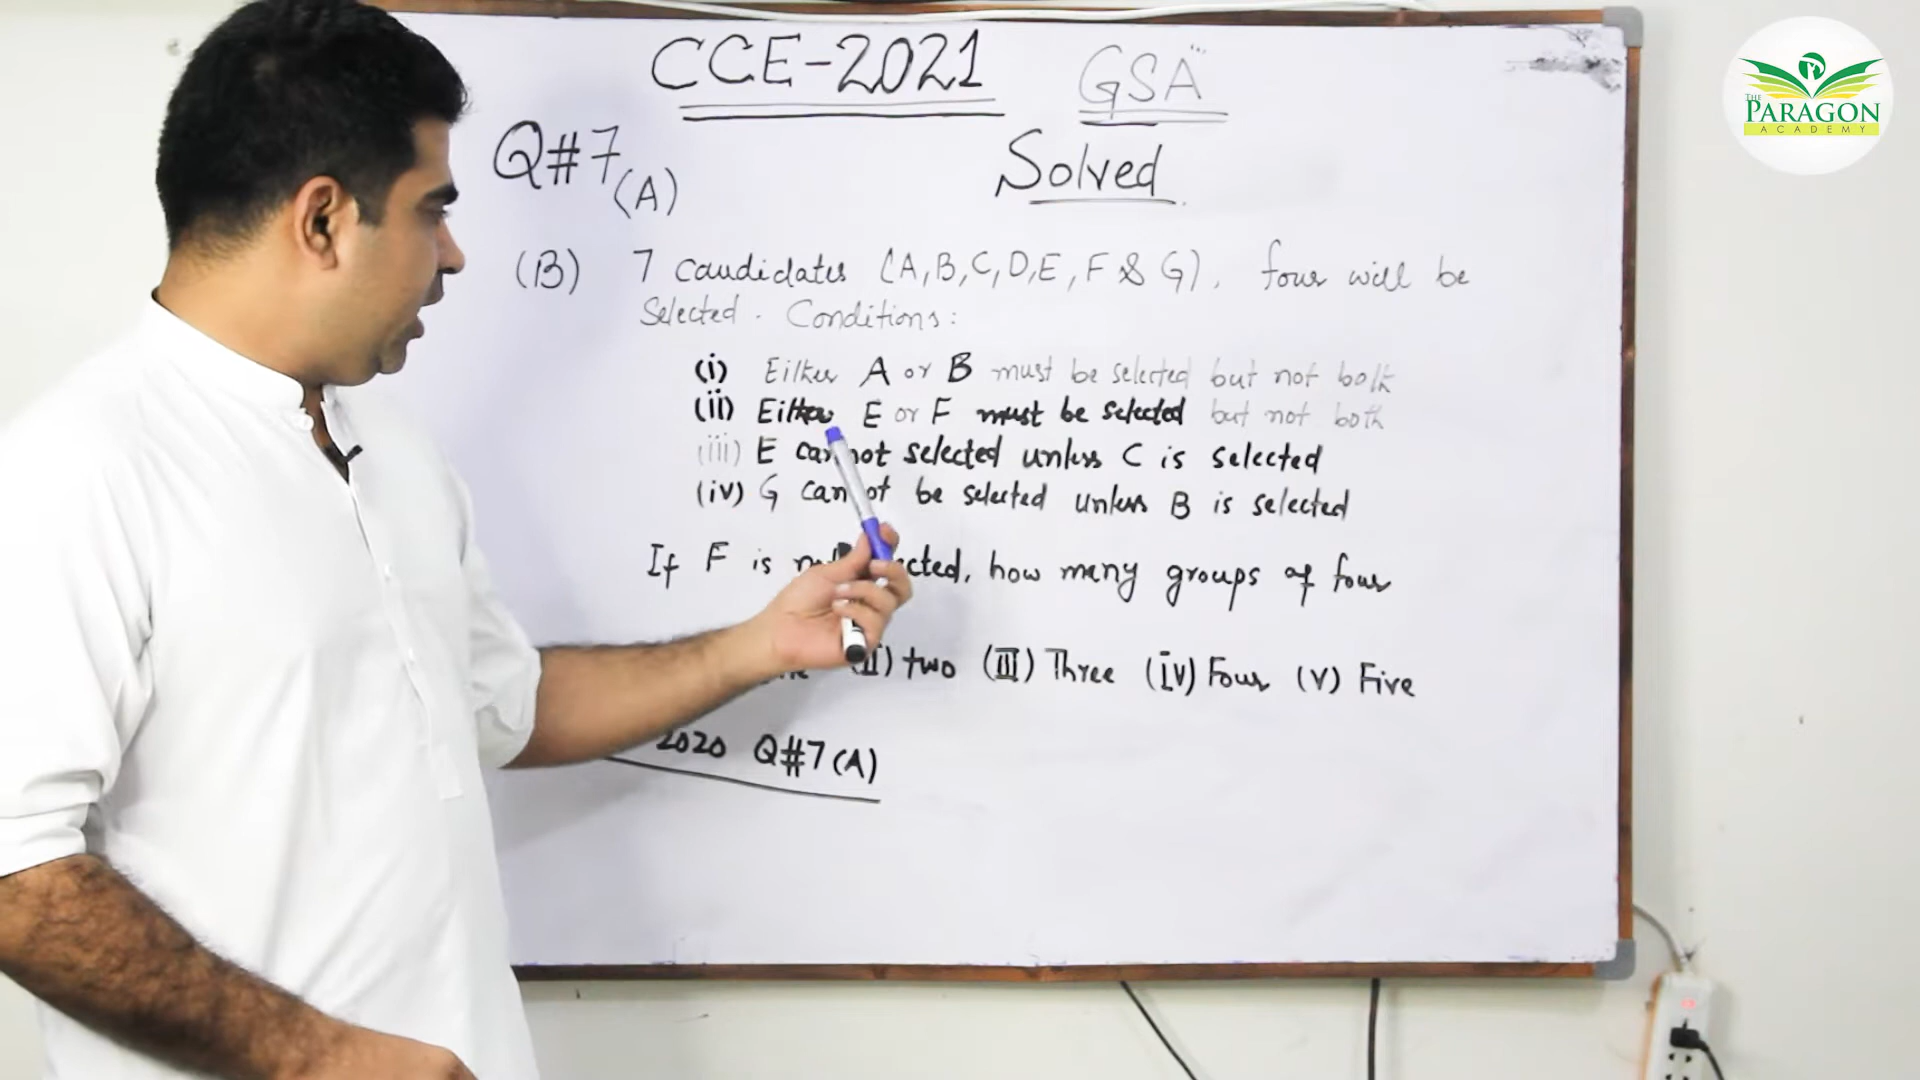 CCE-2021 GSA
Q#7(A) Solved
(B) 7 candidates (A, B, C, D, E, F & G), four will be
Selected. Conditions:
(i) Either A or B must be selected but not both
(ii) Either E or F must be selected but not both
(iii) E cannot selected unless C is selected
(iv) G cannot be selected unless B is selected
If F is how many groups of four
(II) two (III) Three (iv) Four (v) Five
2020 Q#7(A)
THE PARAGON
ACADEMY